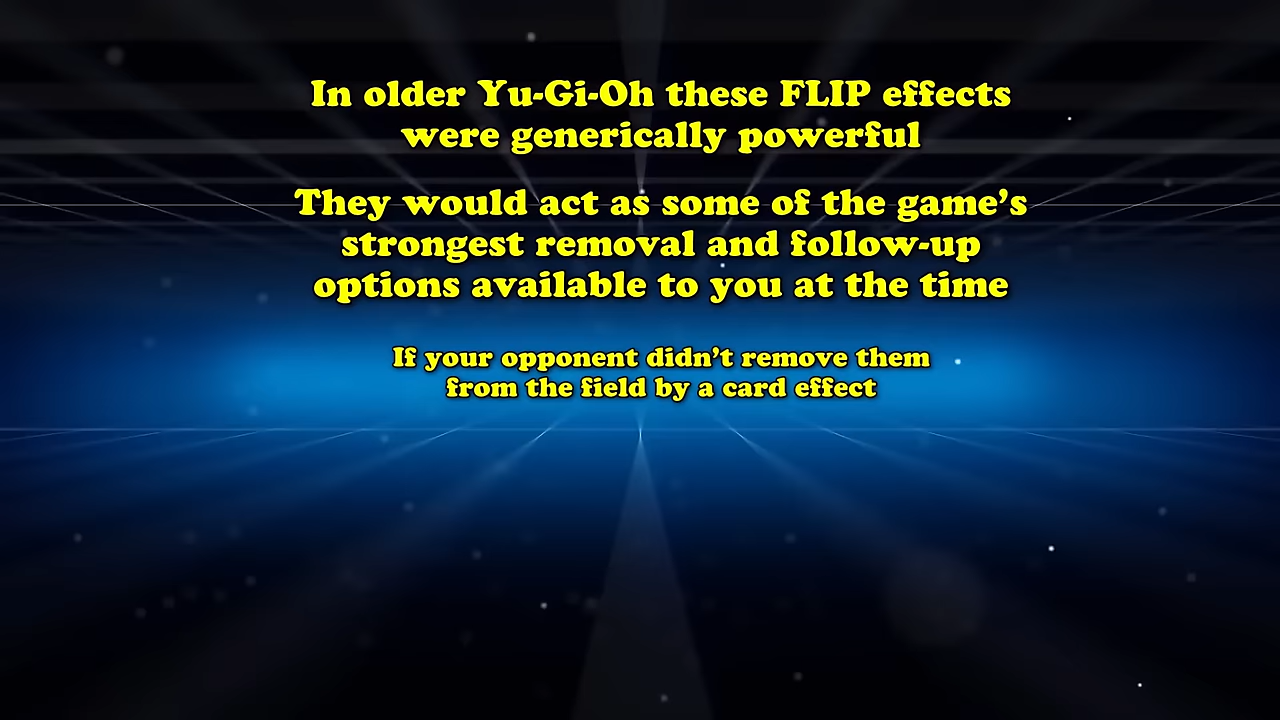 In older Yu-Gi-Oh these FLIP effects
were generically powerful
They would act as some of the game's
strongest removal and follow-up
options available to you at the time
If your opponent didn't remove them
from the field by a card effect